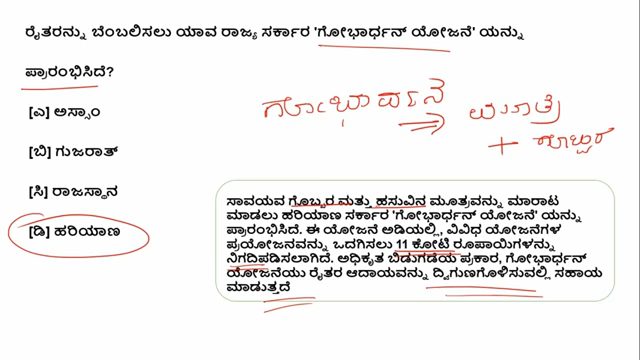 ರೈತರನ್ನು ಬೆಂಬಲಿಸಲು ಯಾವ ರಾಜ್ಯ ಸರ್ಕಾರ 'ಗೋಭಾರ್ಧನ್ ಯೋಜನೆ' ಯನ್ನು
ಪ್ರಾರಂಭಿಸಿದೆ?
[ಎ] ಅಸ್ಸಾಂ
[ಬಿ] ಗುಜರಾತ್
[ಸಿ] ರಾಜಸ್ಥಾನ
[ಡಿ] ಹರಿಯಾಣ
+ ಗೊಬ್ಬರ
ಸಾವಯವ ಗೊಬ್ಬರ ಮತ್ತು ಹಸುವಿನ ಮೂತ್ರವನ್ನು ಮಾರಾಟ
ಮಾಡಲು ಹರಿಯಾಣ ಸರ್ಕಾರ 'ಗೋಭಾರ್ಧನ್ ಯೋಜನೆ' ಯನ್ನು
ಪ್ರಾರಂಭಿಸಿದೆ. ಈ ಯೋಜನೆ ಅಡಿಯಲ್ಲಿ, ವಿವಿಧ ಯೋಜನೆಗಳ
ಪ್ರಯೋಜನವನ್ನು ಒದಗಿಸಲು 11 ಕೋಟಿ ರೂಪಾಯಿಗಳನ್ನು
ನಿಗದಿಪಡಿಸಲಾಗಿದೆ. ಅಧಿಕೃತ ಬಿಡುಗಡೆಯ ಪ್ರಕಾರ, ಗೋಭಾರ್ಧನ್
ಯೋಜನೆಯು ರೈತರ ಆದಾಯವನ್ನು ದ್ವಿಗುಣಗೊಳಿಸುವಲ್ಲಿ ಸಹಾಯ
ಮಾಡುತ್ತದೆ